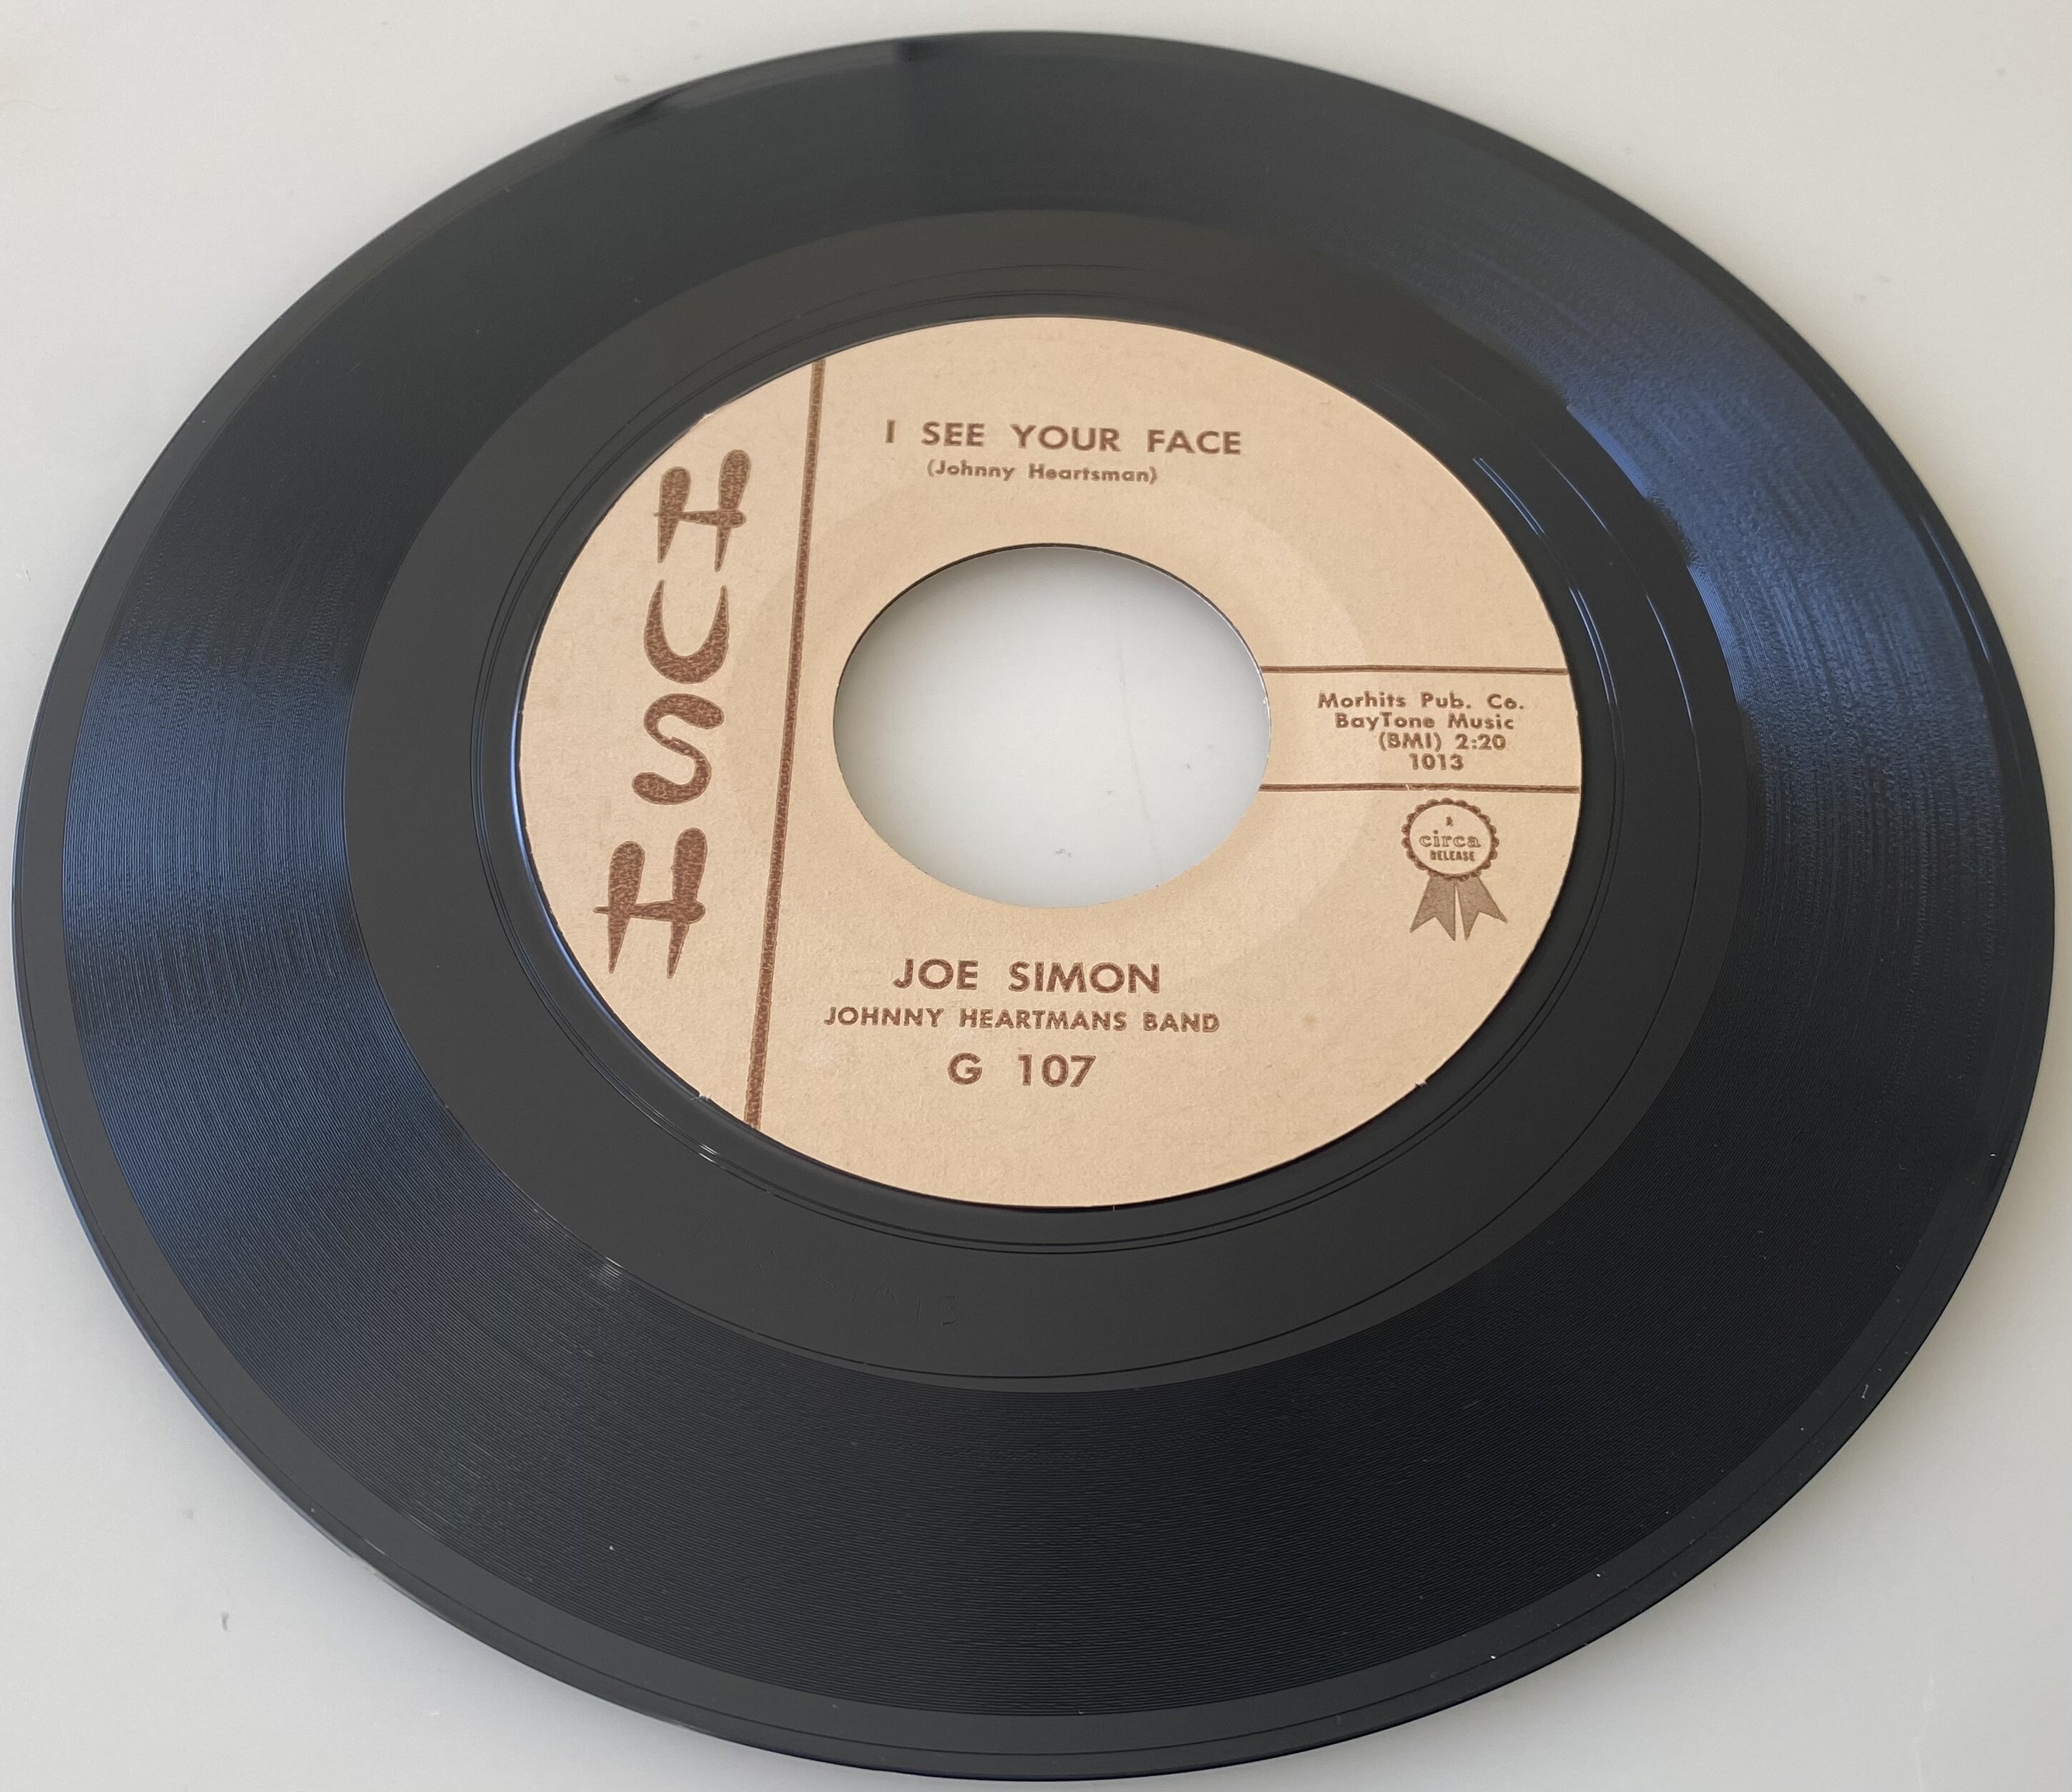 HUSH
I SEE YOUR FACE
(Johnny Heartsman)
Morhits Pub. Co.
BayTone Music
(BMI) 2:20
1013
A
circa
RELEASE
JOE SIMON
JOHNNY HEARTMANS BAND
G 107